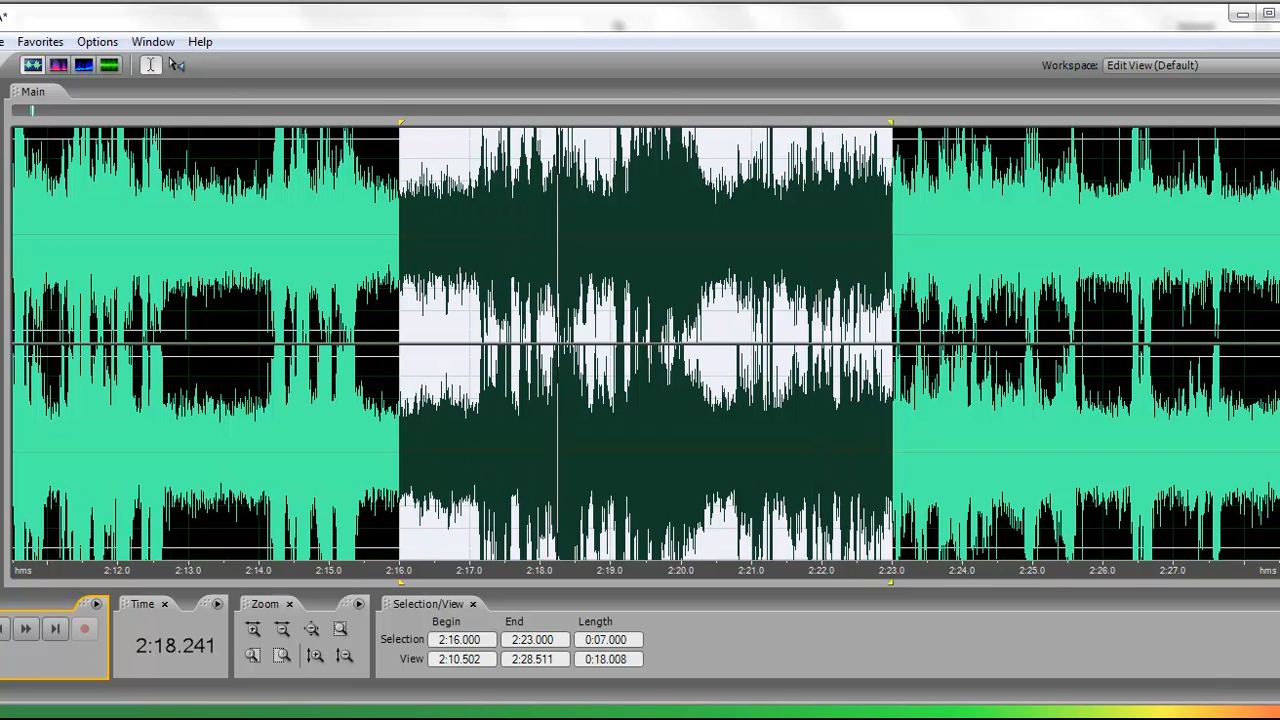 A*
e Favorites Options Window Help
Workspace: Edit View (Default)
Main
hms 2:12.0 2:13.0 2:14.0 2:15.0 2:16.0 2:17.0 2:18.0 2:19.0 2:20.0 2:21.0 2:22.0 2:23.0 2:24.0 2:25.0 2:26.0 2:27.0 hms
Time Zoom Selection/View
Begin End Length
Selection 2:16.000 2:23.000 0:07.000
View 2:10.502 2:28.511 0:18.008
2:18.241